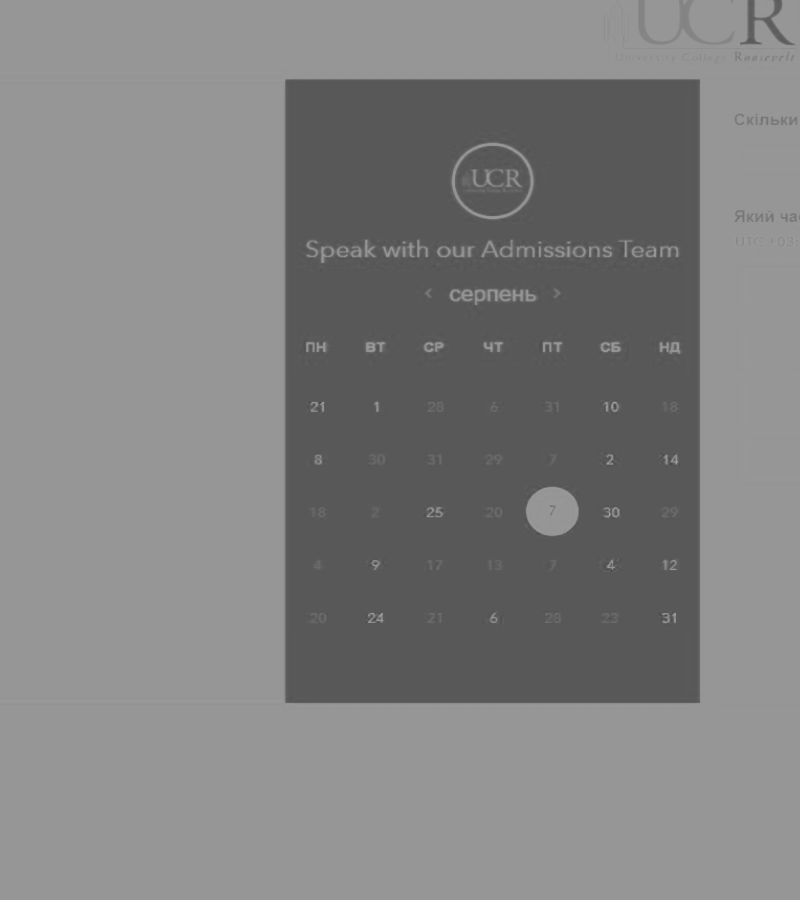 UCR
University College Roosevelt
Скільки
UCR
Який ча
Speak with our Admissions Team
UTC +03:
‹ серпень ›
ПН ВТ СР ЧТ ПТ СБ НД
21 1 28 6 31 10 18
8 30 31 29 7 2 14
18 2 25 20 7 30 29
4 9 17 13 7 4 12
20 24 21 6 28 23 31